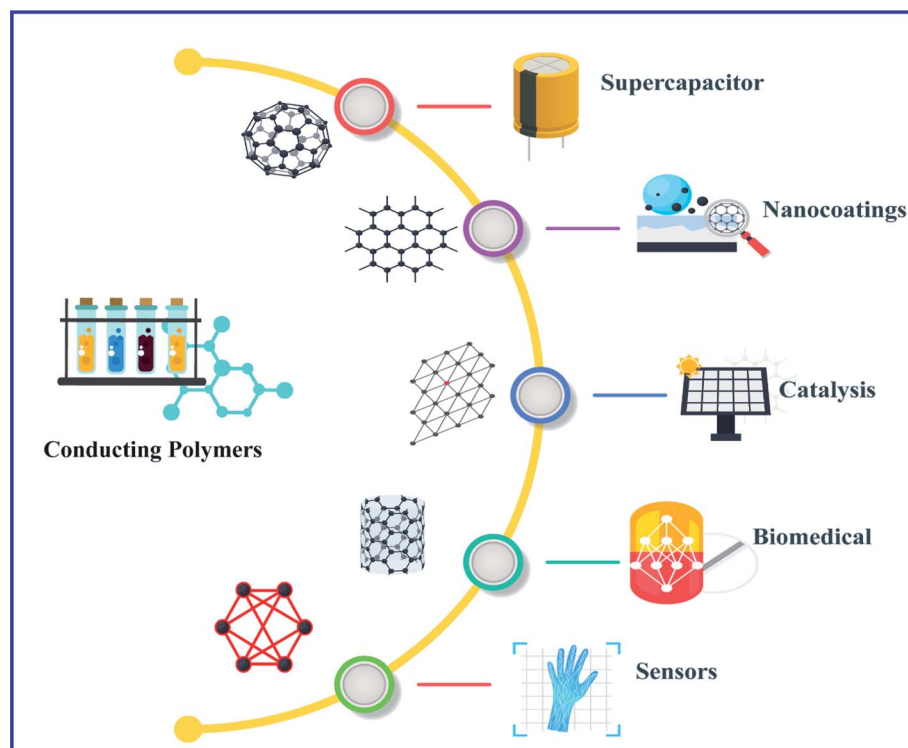 Supercapacitor
Nanocoatings
Catalysis
Conducting Polymers
Biomedical
Sensors